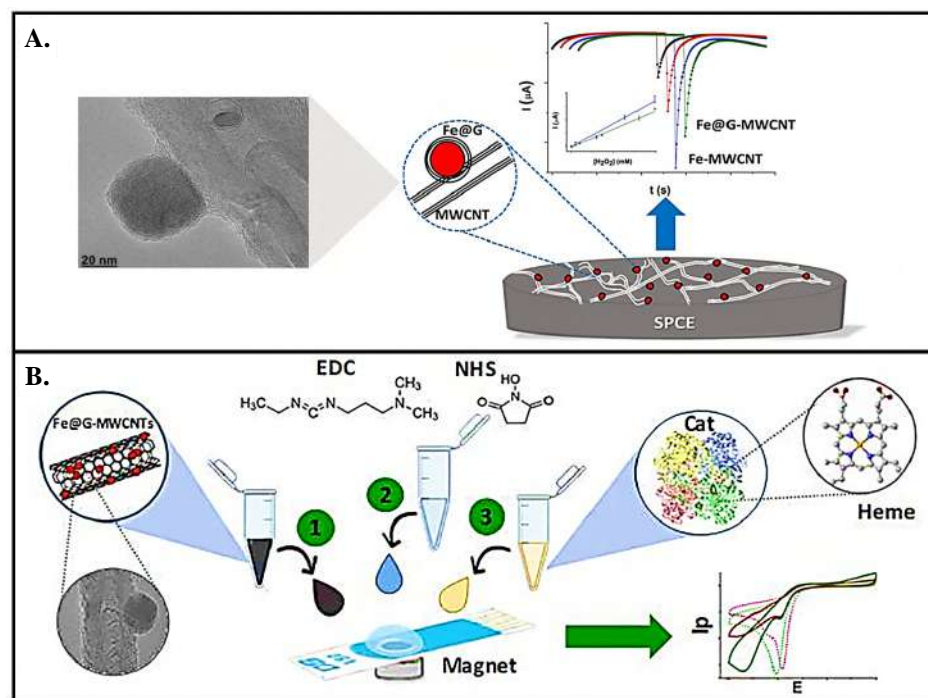 A.
20 nm
Fe@G
MWCNT
I (µA)
I (µA)
[H₂O₂] (mM)
Fe@G-MWCNT
Fe-MWCNT
t (s)
SPCE
B.
EDC
NHS
H₃C
N=C=N
N
CH₃
CH₃
HO
N
O
O
Fe@G-MWCNTs
1
2
3
Cat
Heme
Magnet
Ip
E